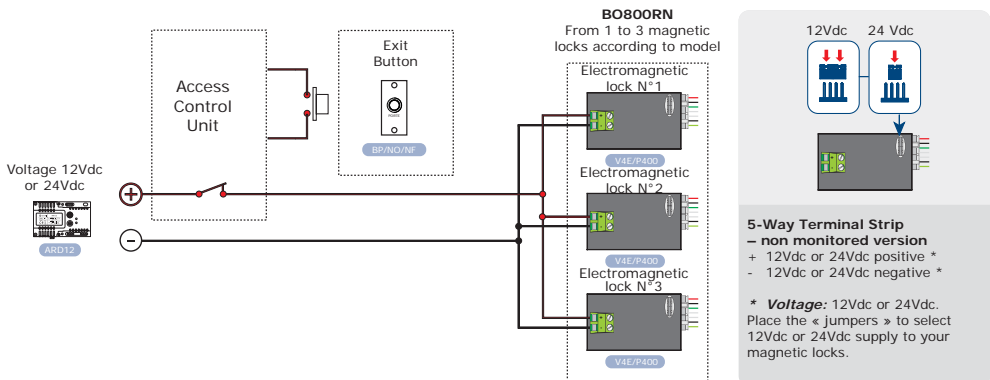 BO800RN
From 1 to 3 magnetic
locks according to model
Access
Control
Unit
Exit
Button
BP/NO/NF
Voltage 12Vdc
or 24Vdc
ARD12
+
-
Electromagnetic
lock N°1
V4E/P400
Electromagnetic
lock N°2
V4E/P400
Electromagnetic
lock N°3
V4E/P400
12Vdc
24 Vdc
5-Way Terminal Strip
– non monitored version
+ 12Vdc or 24Vdc positive *
- 12Vdc or 24Vdc negative *
* Voltage: 12Vdc or 24Vdc.
Place the « jumpers » to select
12Vdc or 24Vdc supply to your
magnetic locks.